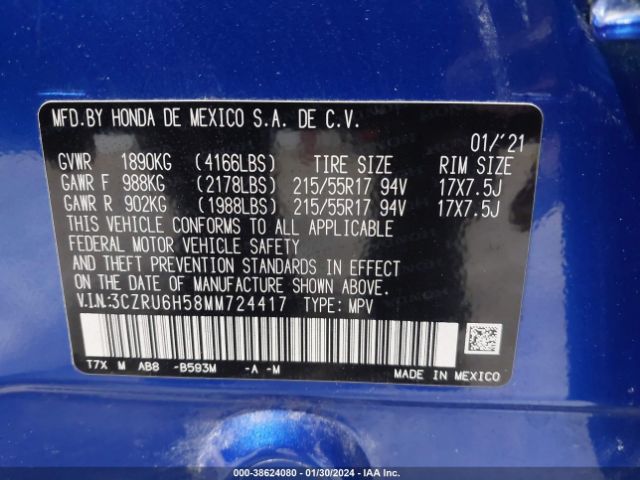 MFD.BY HONDA DE MEXICO S.A. DE C.V.
01/'21
GVWR 1890KG (4166LBS) TIRE SIZE RIM SIZE
GAWR F 988KG (2178LBS) 215/55R17 94V 17X7.5J
GAWR R 902KG (1988LBS) 215/55R17 94V 17X7.5J
THIS VEHICLE CONFORMS TO ALL APPLICABLE
FEDERAL MOTOR VEHICLE SAFETY
AND THEFT PREVENTION STANDARDS IN EFFECT
ON THE DATE OF MANUFACTURE SHOWN ABOVE.
V.I.N:3CZRU6H58MM724417 TYPE: MPV
T7X M AB8 -B593M -A -M
MADE IN MEXICO
000-38624080 - 01/30/2024 - IAA Inc.